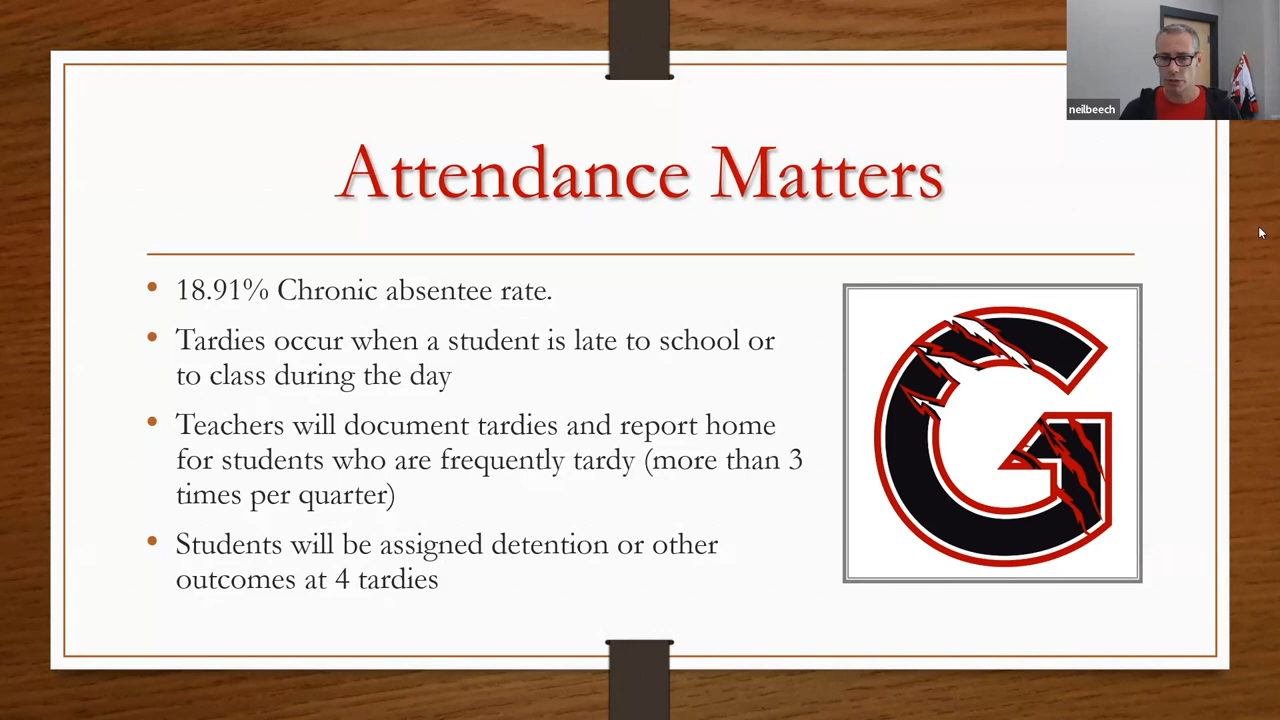 neilbeech
Attendance Matters
• 18.91% Chronic absentee rate.
• Tardies occur when a student is late to school or
to class during the day
• Teachers will document tardies and report home
for students who are frequently tardy (more than 3
times per quarter)
• Students will be assigned detention or other
outcomes at 4 tardies
G